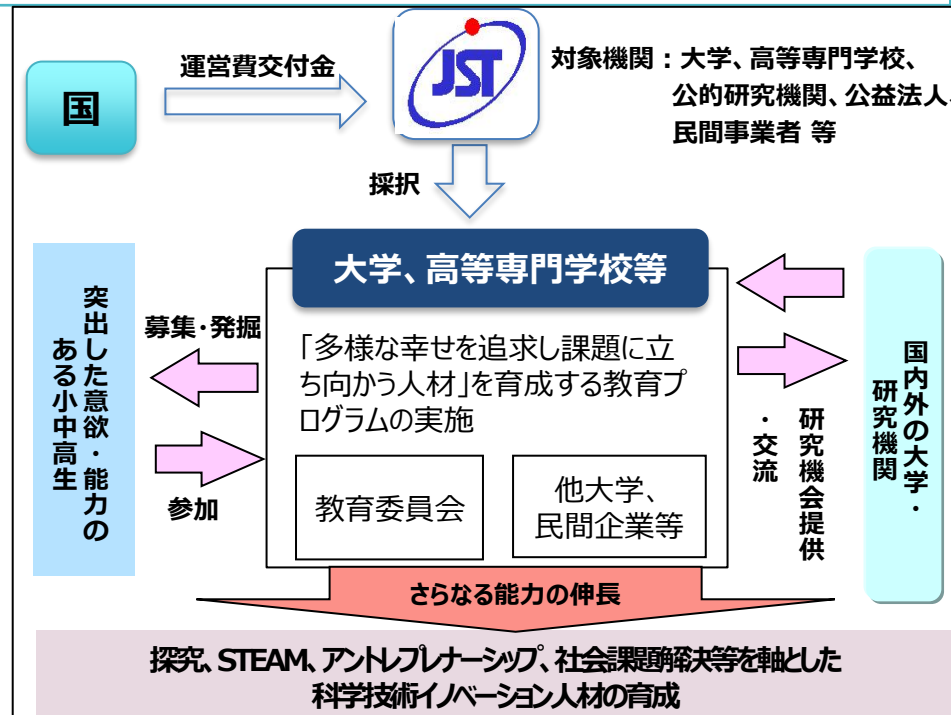 国
運営費交付金
JST
対象機関：大学、高等専門学校、
公的研究機関、公益法人、
民間事業者 等
採択
大学、高等専門学校等
突出した意欲・能力の
ある小中高生
募集・発掘
参加
「多様な幸せを追求し課題に立
ち向かう人材」を育成する教育プ
ログラムの実施
教育委員会
他大学、
民間企業等
研究機会提供
・交流
国内外の大学・
研究機関
さらなる能力の伸長
探究、STEAM、アントレプレナーシップ、社会課題解決等を軸とした
科学技術イノベーション人材の育成